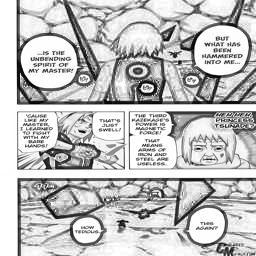 BUT
WHAT HAS
BEEN
HAMMERED
INTO ME...
...IS THE
UNBENDING
SPIRIT OF
MY MASTER!
HEH HEH,
PRINCESS
TSUNADE?
THE THIRD
KAZEKAGE'S
POWER IS
MAGNETIC
FORCE!
THAT
MEANS
ARMS OF
IRON AND
STEEL ARE
USELESS.
THAT'S
JUST
SWELL!
'CAUSE
LIKE MY
MASTER,
I LEARNED
TO FIGHT
WITH MY
BARE
HANDS!
THIS
AGAIN?
HOW
TEDIOUS.